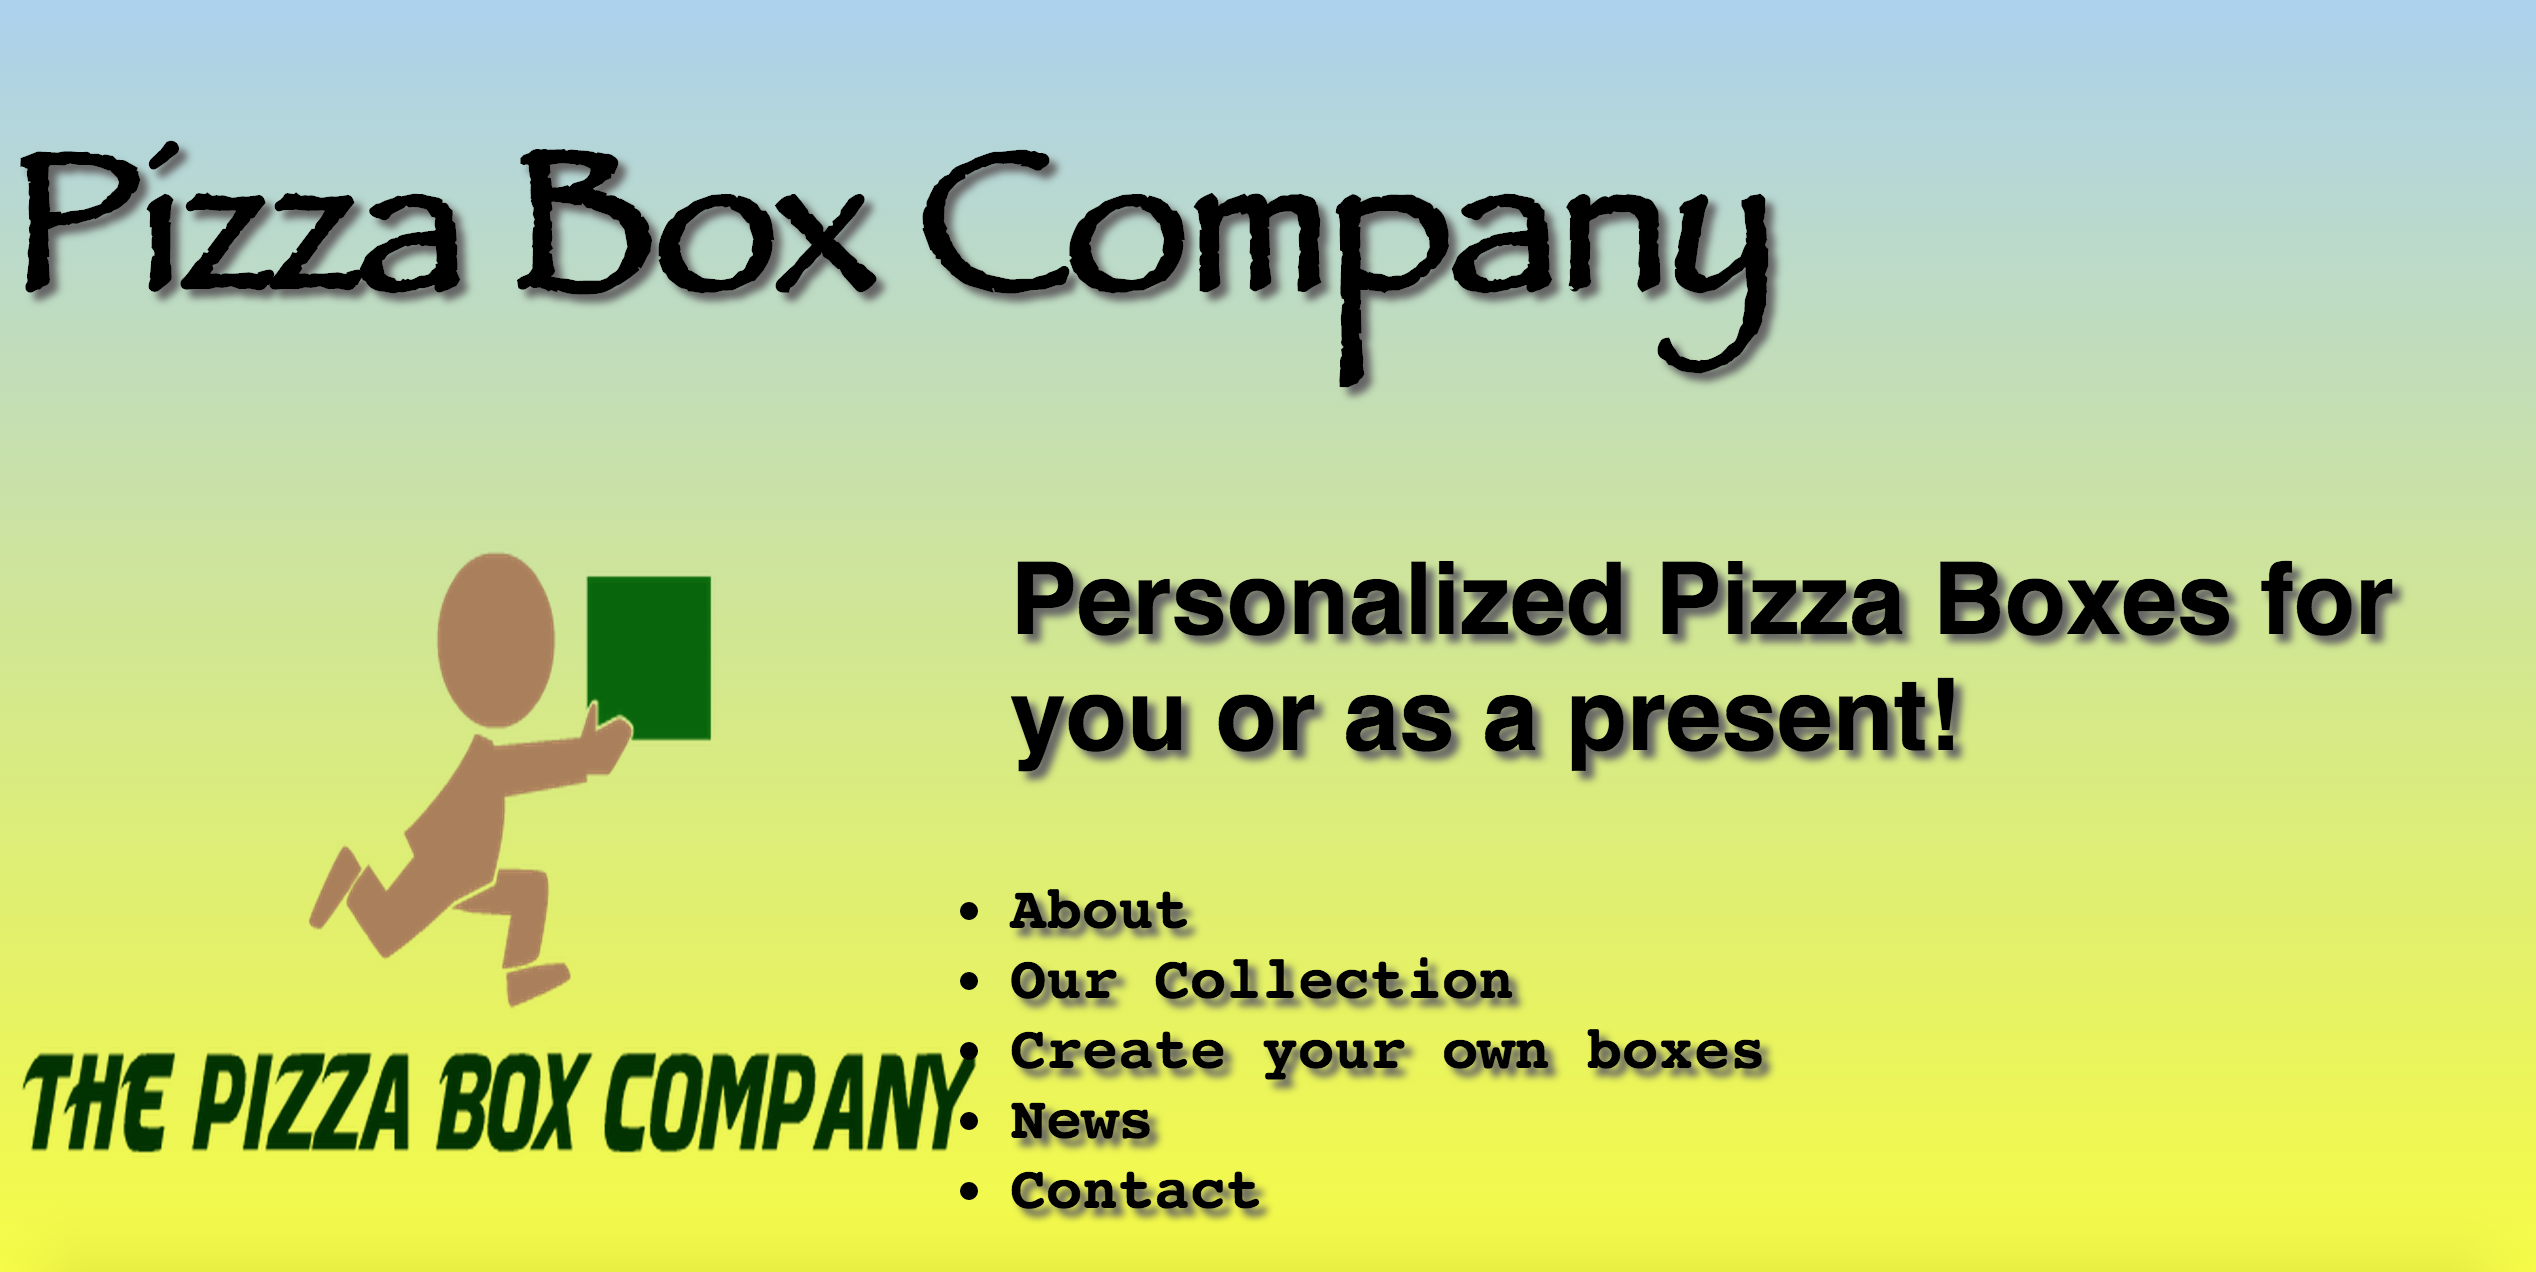 Pizza Box Company
Personalized Pizza Boxes for
you or as a present!
• About
• Our Collection
• Create your own boxes
• News
• Contact
THE PIZZA BOX COMPANY